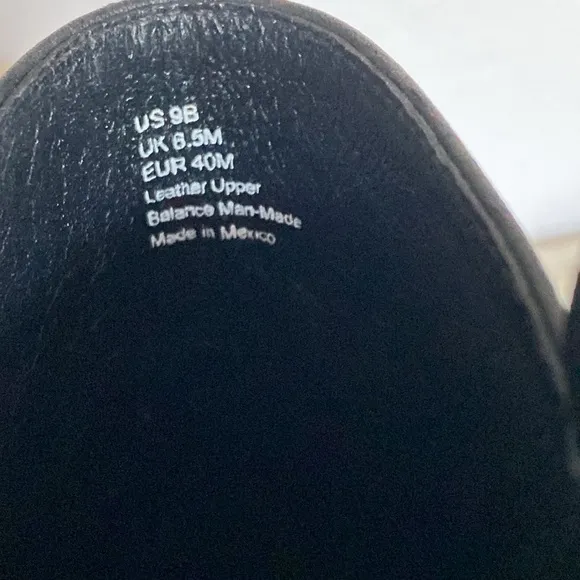 US 9B
UK 6.5M
EUR 40M
Leather Upper
Balance Man-Made
Made in Mexico